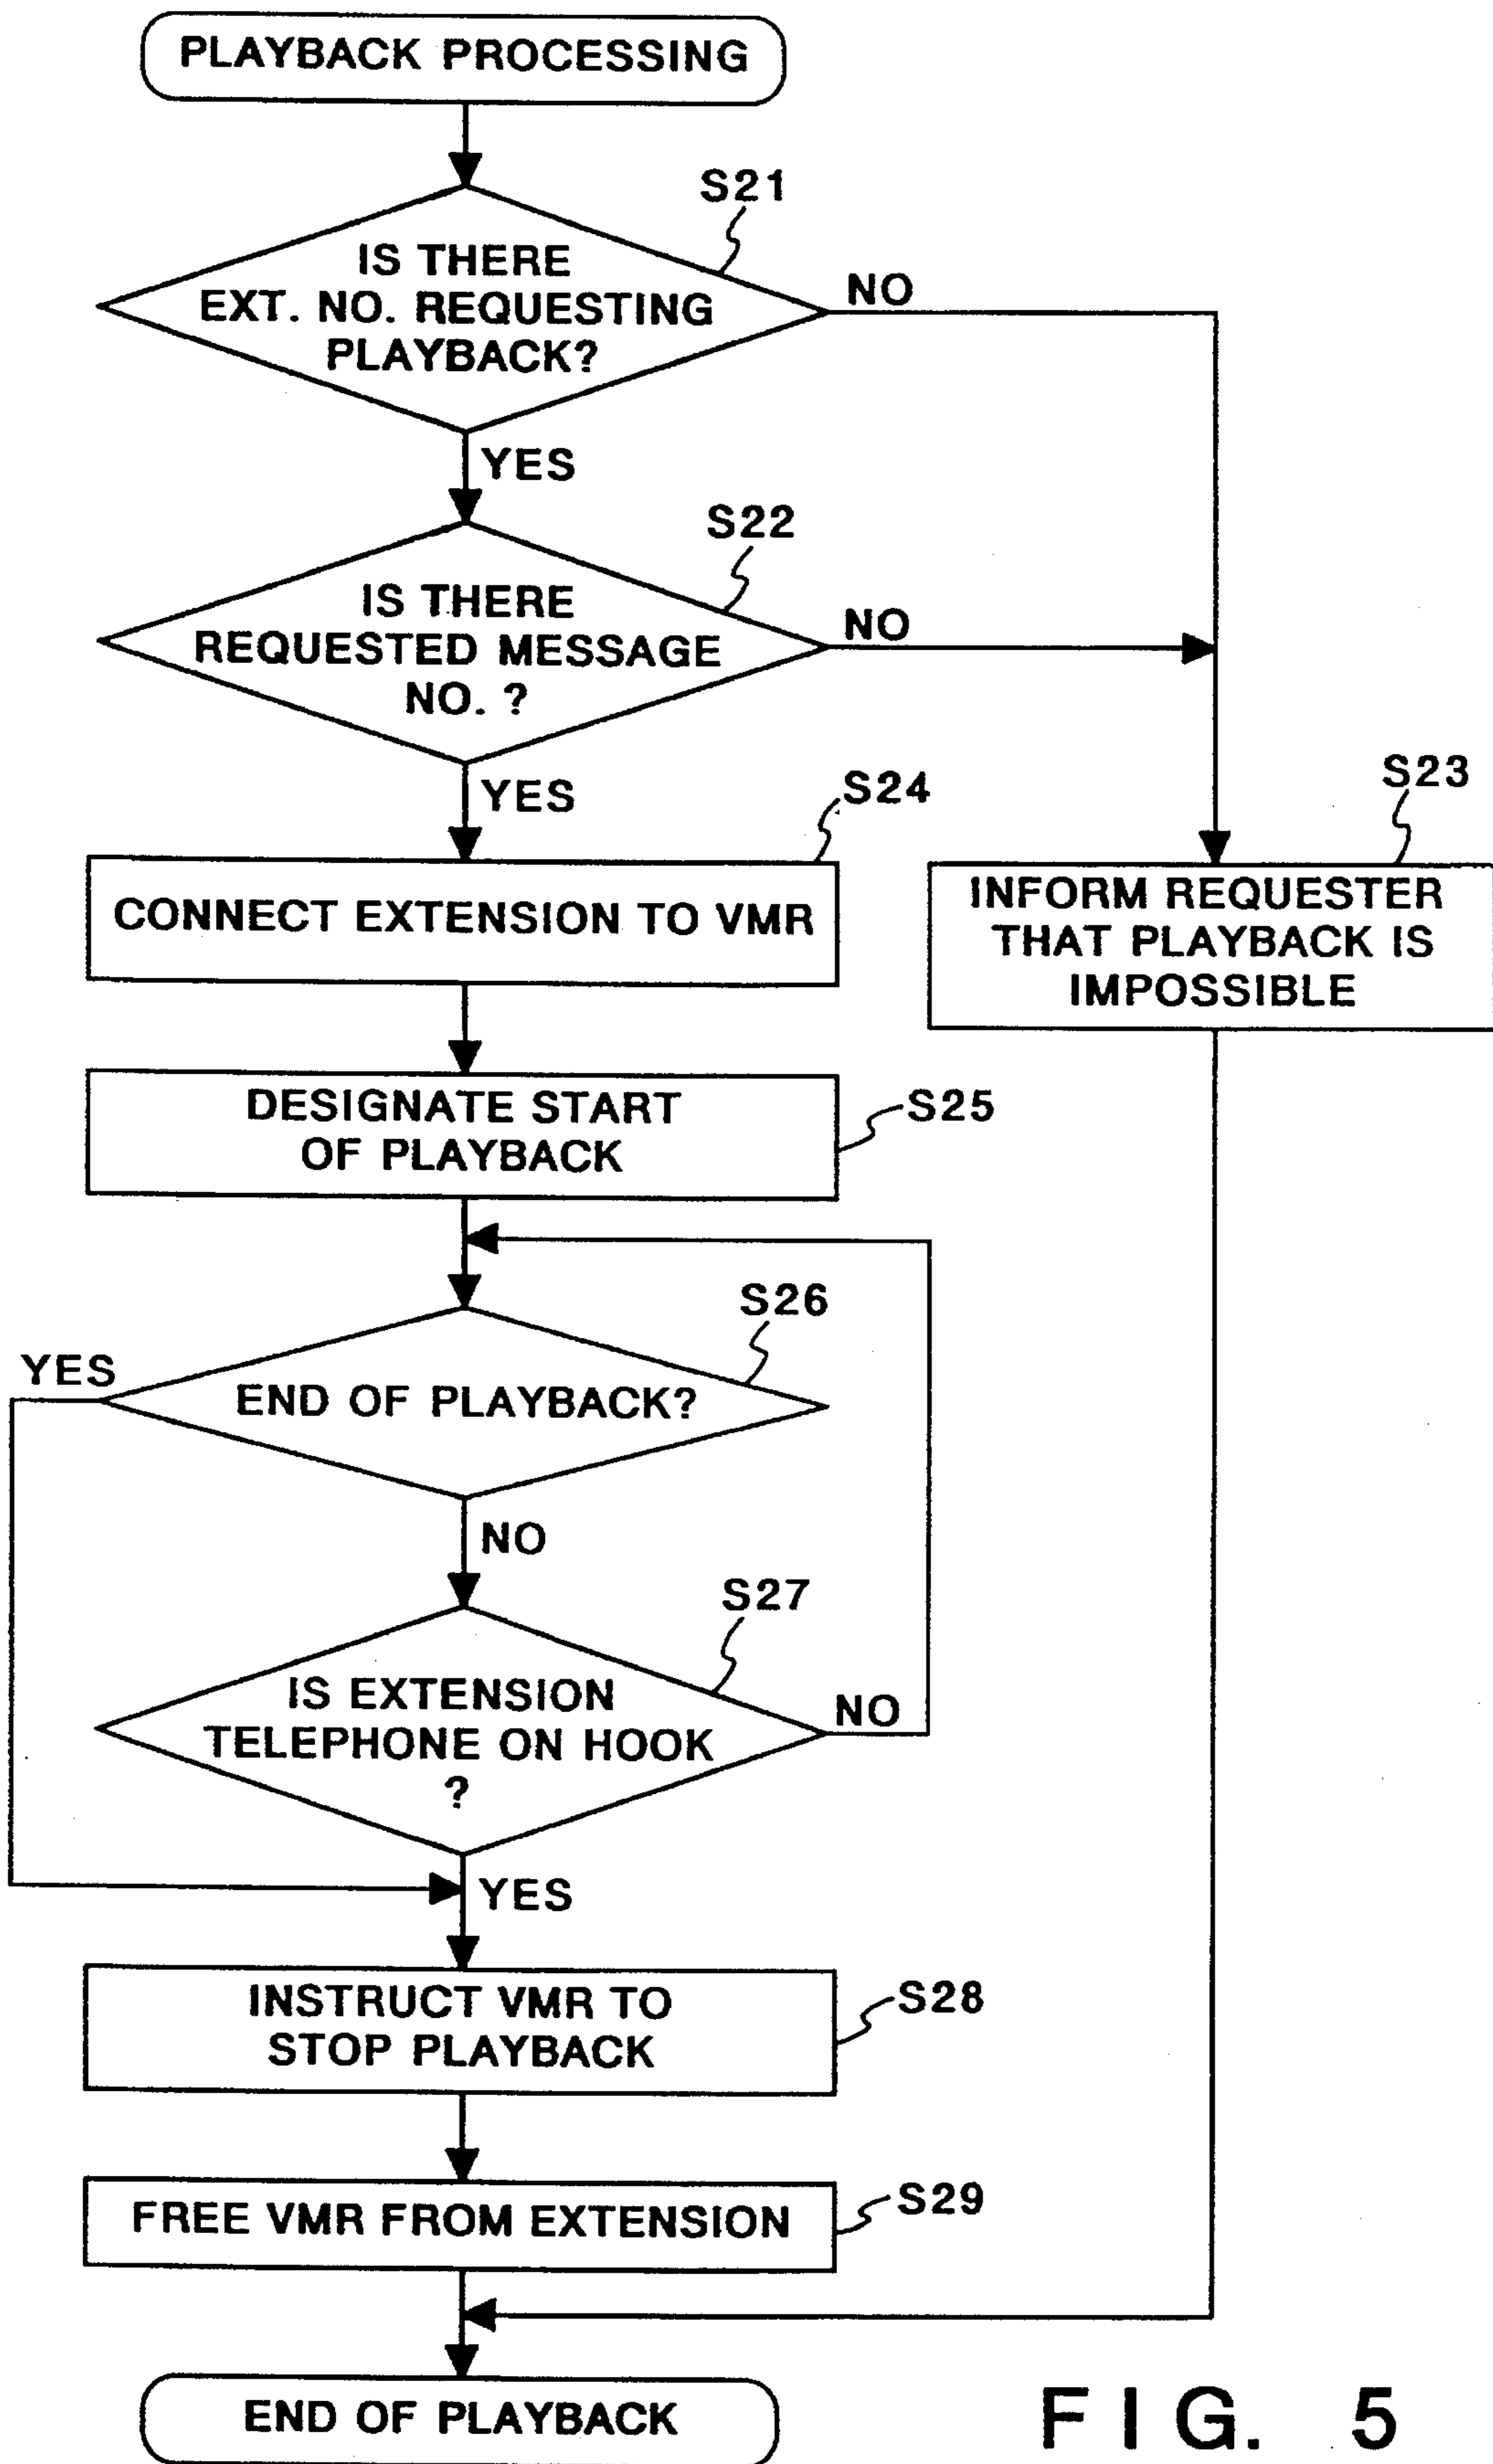 PLAYBACK PROCESSING
S21
IS THERE
EXT. NO. REQUESTING
PLAYBACK?
NO
YES
S22
IS THERE
REQUESTED MESSAGE
NO. ?
NO
YES
S24
CONNECT EXTENSION TO VMR
S23
INFORM REQUESTER
THAT PLAYBACK IS
IMPOSSIBLE
DESIGNATE START
OF PLAYBACK
S25
S26
YES
END OF PLAYBACK?
NO
S27
IS EXTENSION
TELEPHONE ON HOOK
?
NO
YES
INSTRUCT VMR TO
STOP PLAYBACK
S28
FREE VMR FROM EXTENSION
S29
END OF PLAYBACK
FIG. 5